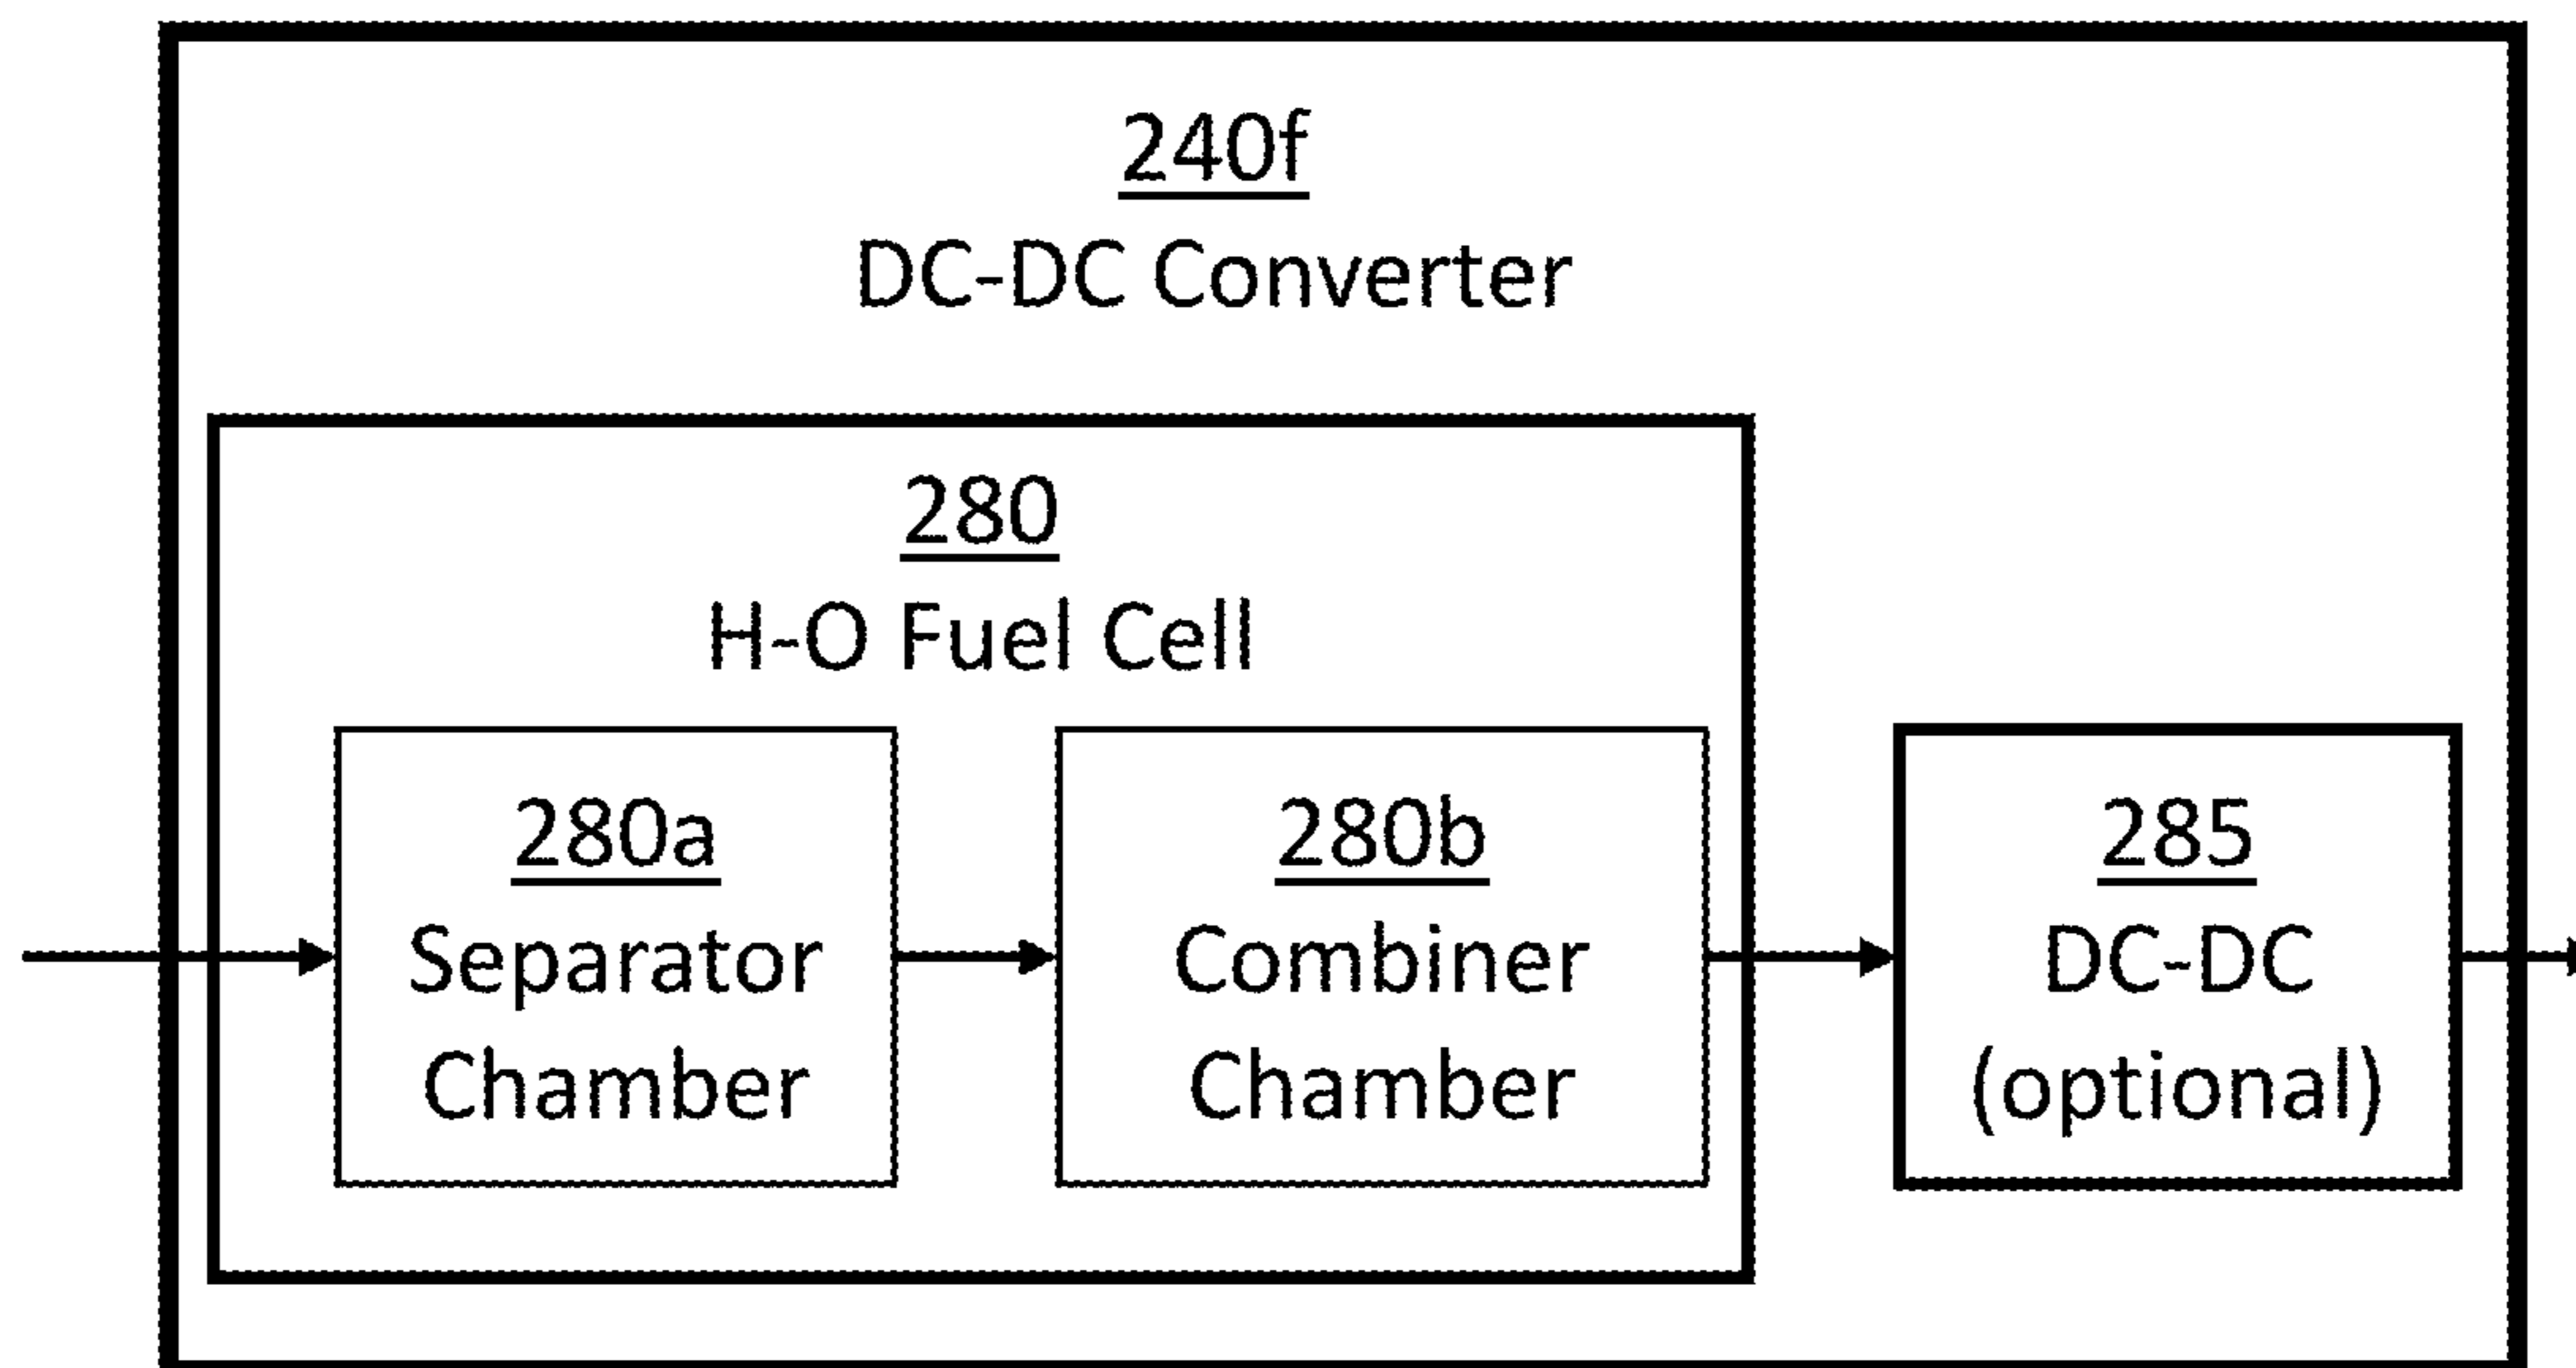 240f
DC-DC Converter
280
H-O Fuel Cell
280a
Separator
Chamber
280b
Combiner
Chamber
285
DC-DC
(optional)